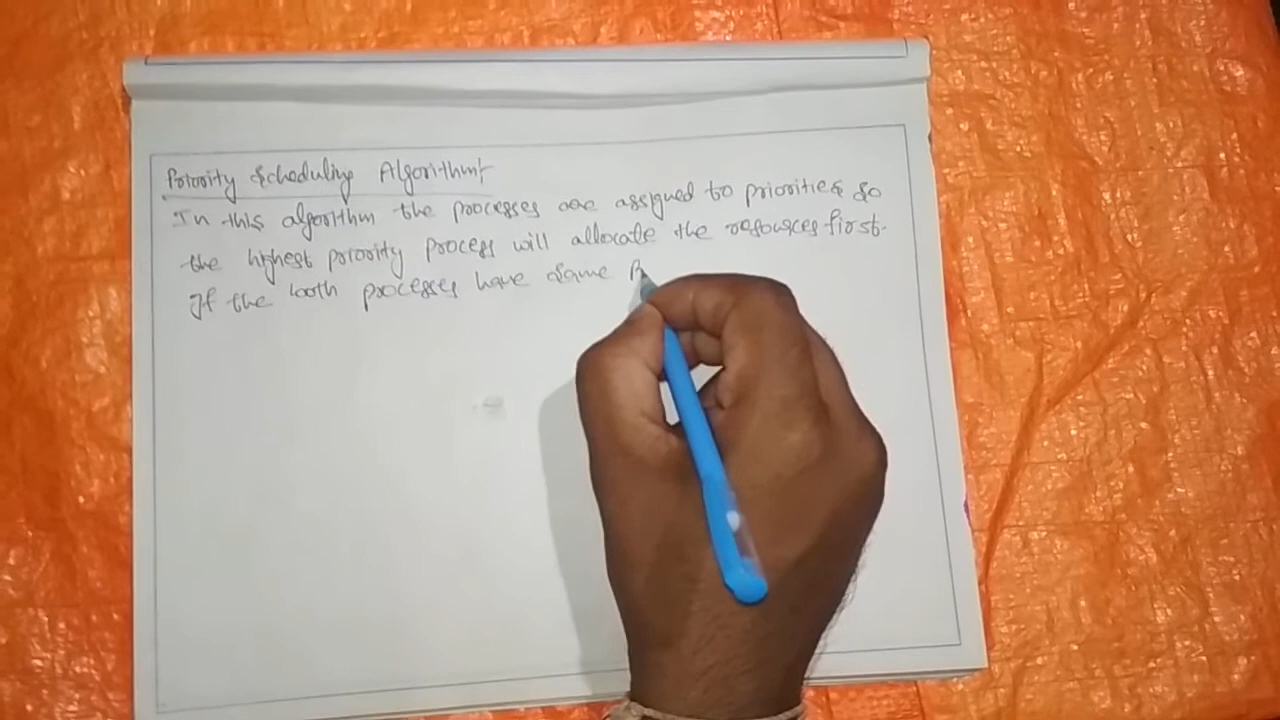 Priority Scheduling Algorithm:
In this algorithm the processes are assigned to priorities so
the highest priority process will allocate the resources first.
If the both processes have same P